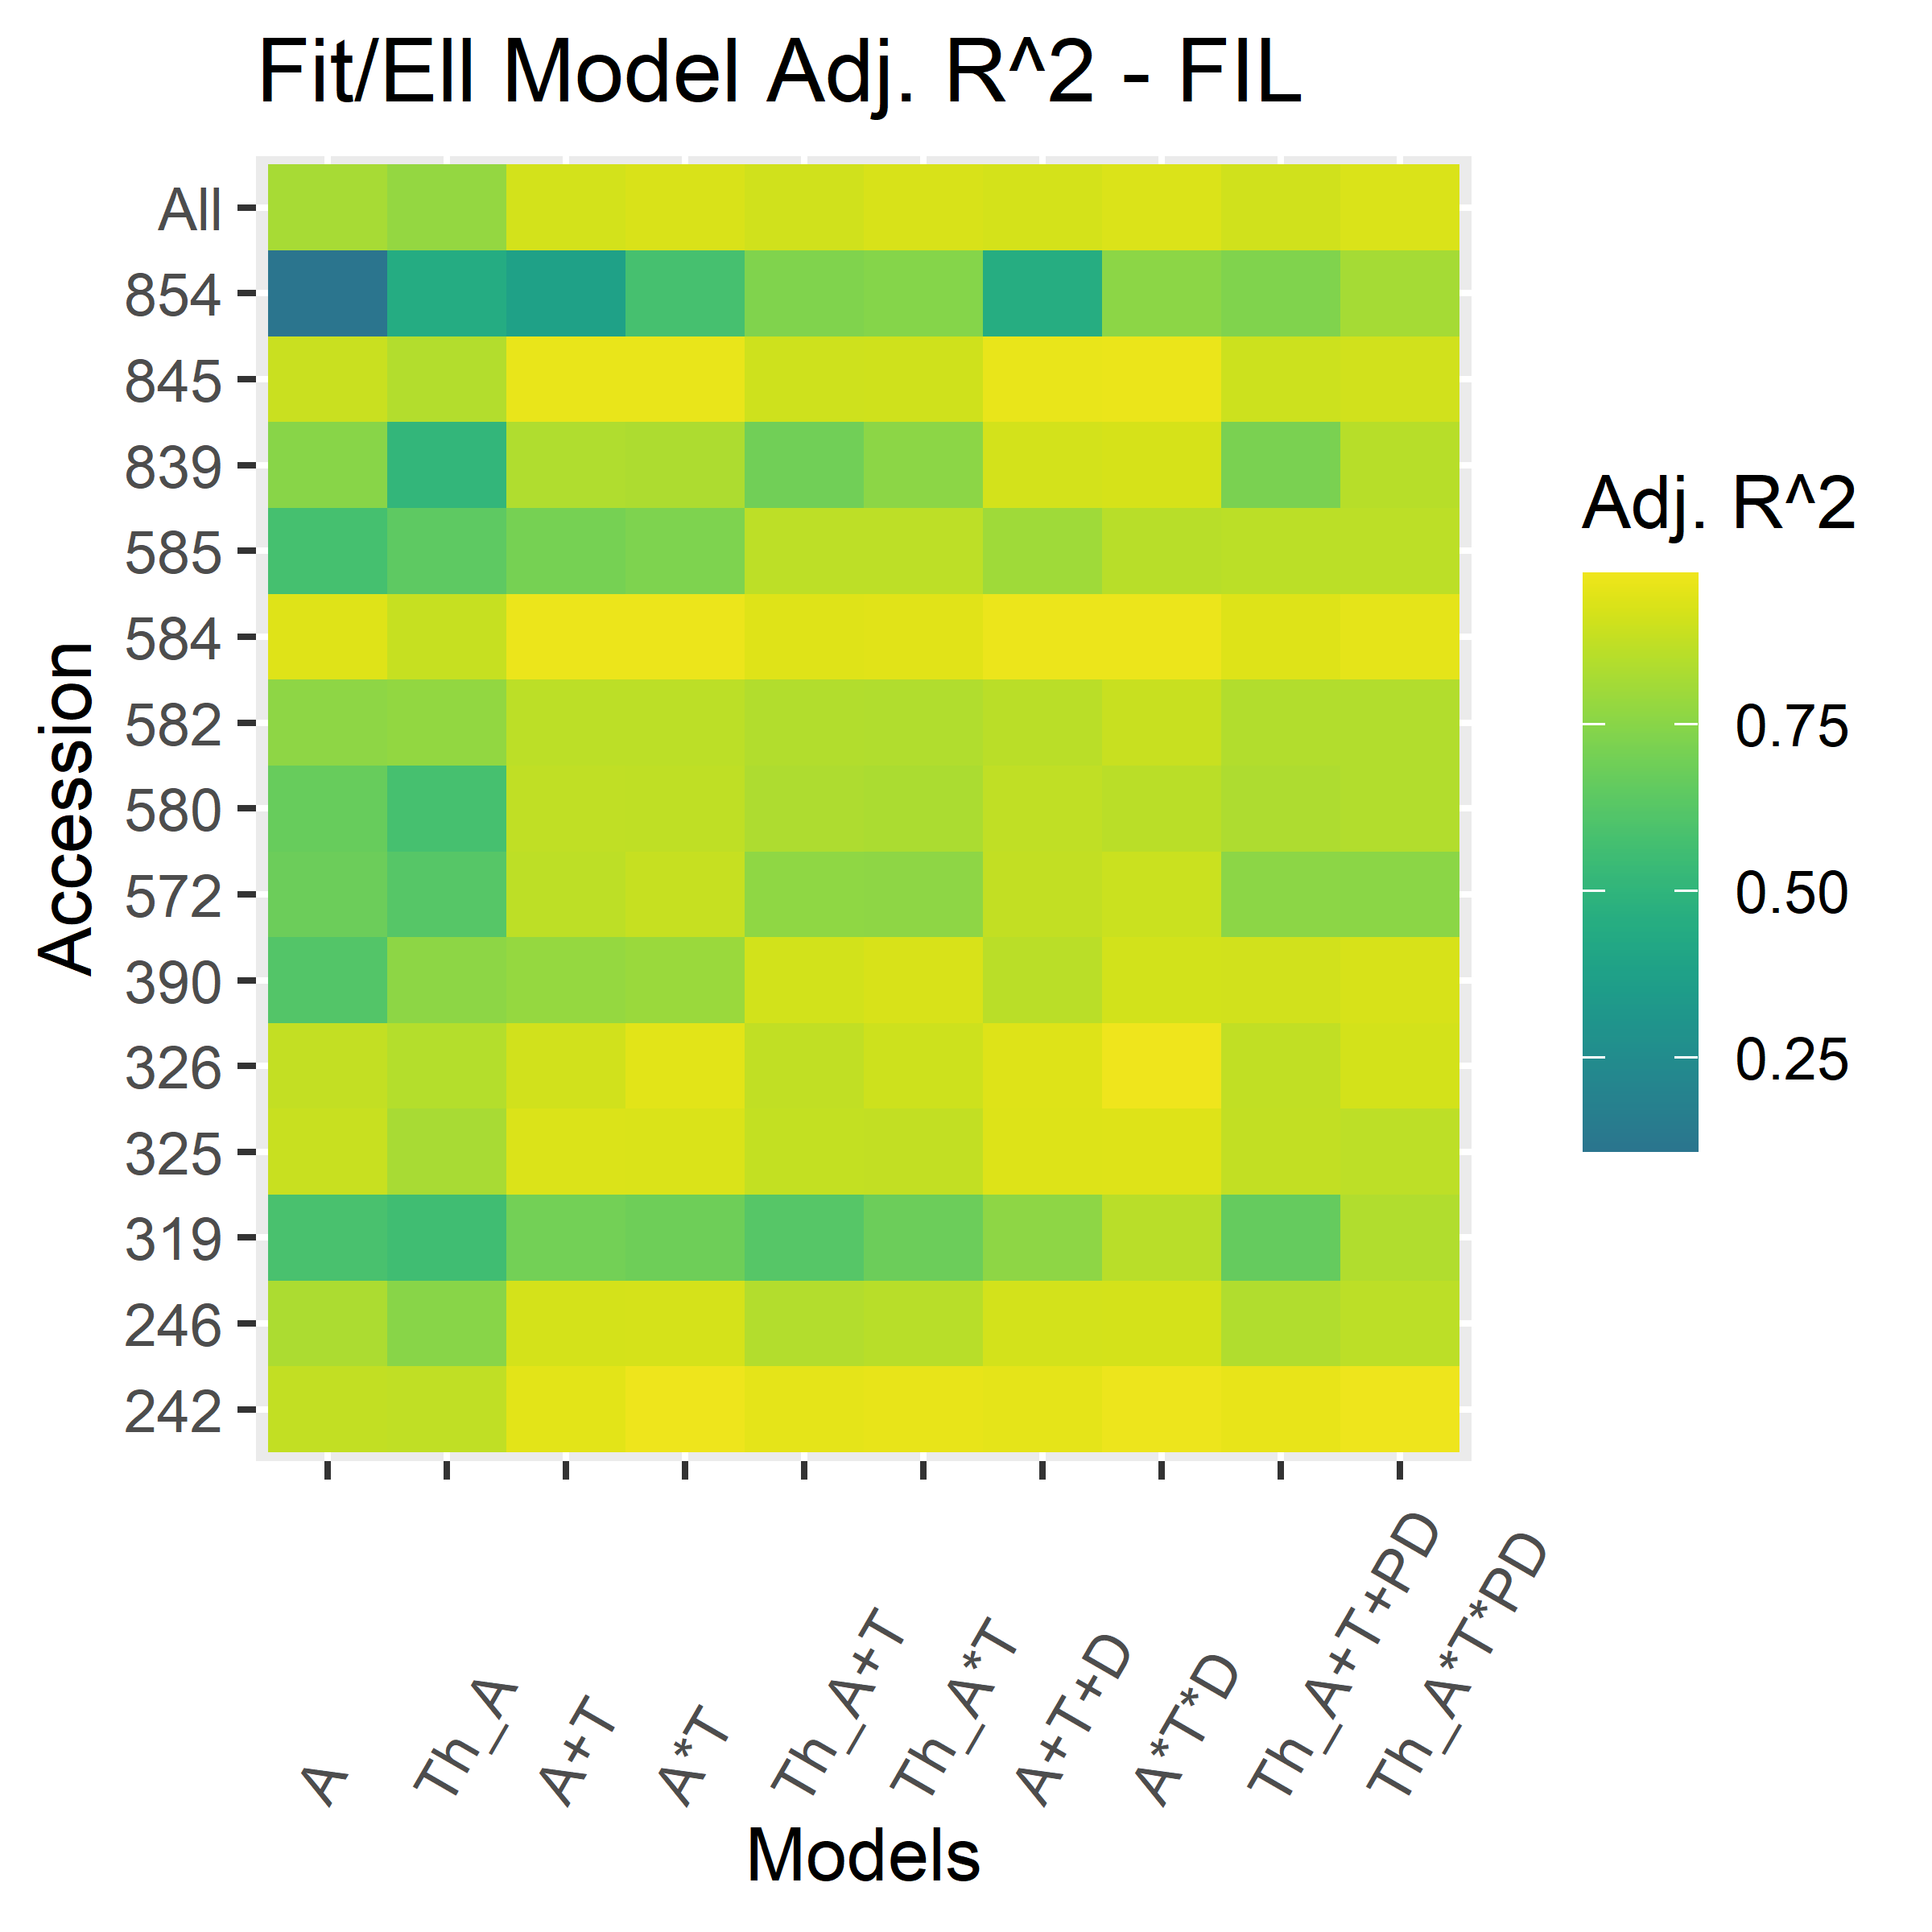 Fit/Ell Model Adj. R^2 - FIL
Accession
All
854
845
839
585
584
582
580
572
390
326
325
319
246
242
A
Th_A
A+T
A*T
Th_A+T
Th_A*T
A+T+D
A*T*D
Th_A+T+PD
Th_A*T*PD
Models
Adj. R^2
0.75
0.50
0.25